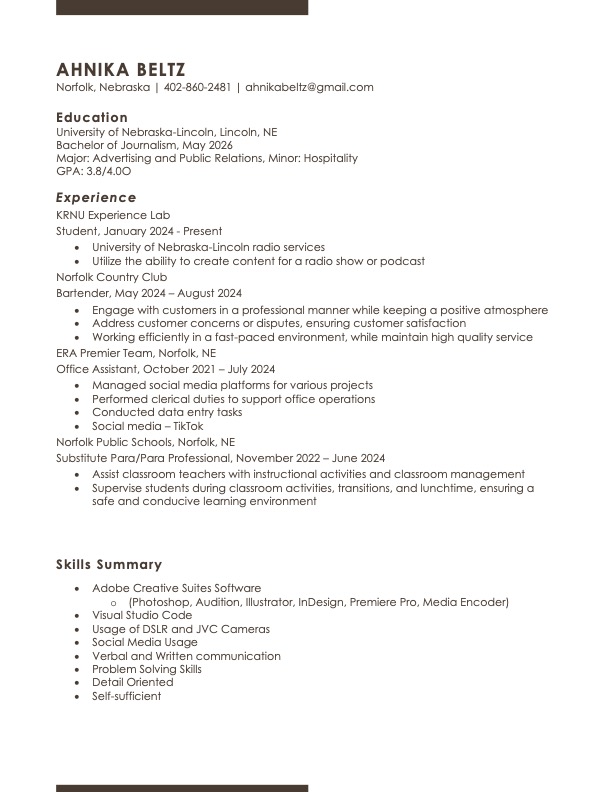 AHNIKA BELTZ
Norfolk, Nebraska | 402-860-2481 | ahnikabeltz@gmail.com
Education
University of Nebraska-Lincoln, Lincoln, NE
Bachelor of Journalism, May 2026
Major: Advertising and Public Relations, Minor: Hospitality
GPA: 3.8/4.0O
Experience
KRNU Experience Lab
Student, January 2024 - Present
• University of Nebraska-Lincoln radio services
• Utilize the ability to create content for a radio show or podcast
Norfolk Country Club
Bartender, May 2024 – August 2024
• Engage with customers in a professional manner while keeping a positive atmosphere
• Address customer concerns or disputes, ensuring customer satisfaction
• Working efficiently in a fast-paced environment, while maintain high quality service
ERA Premier Team, Norfolk, NE
Office Assistant, October 2021 – July 2024
• Managed social media platforms for various projects
• Performed clerical duties to support office operations
• Conducted data entry tasks
• Social media – TikTok
Norfolk Public Schools, Norfolk, NE
Substitute Para/Para Professional, November 2022 – June 2024
• Assist classroom teachers with instructional activities and classroom management
• Supervise students during classroom activities, transitions, and lunchtime, ensuring a
safe and conducive learning environment
Skills Summary
• Adobe Creative Suites Software
o (Photoshop, Audition, Illustrator, InDesign, Premiere Pro, Media Encoder)
• Visual Studio Code
• Usage of DSLR and JVC Cameras
• Social Media Usage
• Verbal and Written communication
• Problem Solving Skills
• Detail Oriented
• Self-sufficient